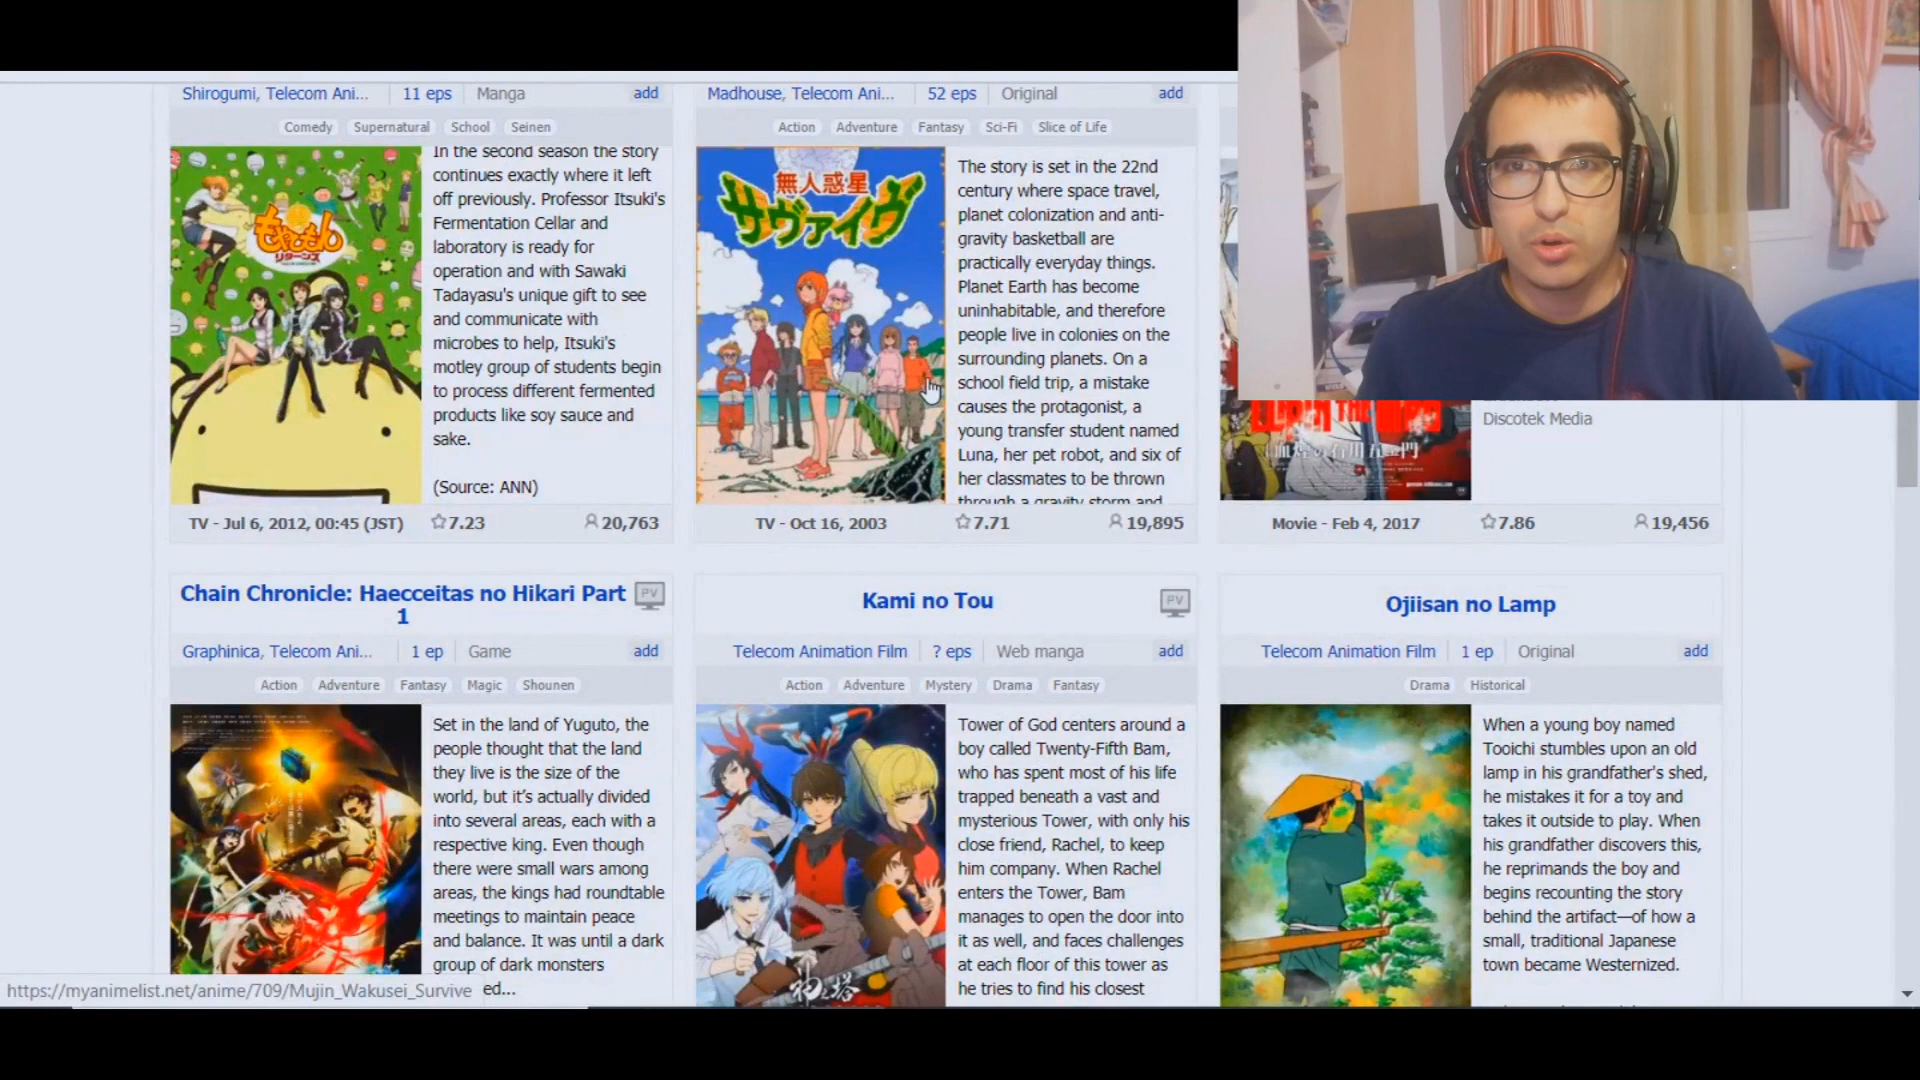 Shirogumi, Telecom Ani... 11 eps Manga add
Comedy Supernatural School Seinen
In the second season the story
continues exactly where it left
off previously. Professor Itsuki's
Fermentation Cellar and
laboratory is ready for
operation and with Sawaki
Tadayasu's unique gift to see
and communicate with
microbes to help, Itsuki's
motley group of students begin
to process different fermented
products like soy sauce and
sake.
(Source: ANN)
もやしもん
リターンズ
TV - Jul 6, 2012, 00:45 (JST) 7.23 20,763
Madhouse, Telecom Ani... 52 eps Original add
Action Adventure Fantasy Sci-Fi Slice of Life
無人惑星
サヴァイヴ
The story is set in the 22nd
century where space travel,
planet colonization and anti-
gravity basketball are
practically everyday things.
Planet Earth has become
uninhabitable, and therefore
people live in colonies on the
surrounding planets. On a
school field trip, a mistake
causes the protagonist, a
young transfer student named
Luna, her pet robot, and six of
her classmates to be thrown
through a gravity storm and
TV - Oct 16, 2003 7.71 19,895
Discotek Media
Movie - Feb 4, 2017 7.86 19,456
Chain Chronicle: Haecceitas no Hikari Part
1
PV
Graphinica, Telecom Ani... 1 ep Game add
Action Adventure Fantasy Magic Shounen
Set in the land of Yuguto, the
people thought that the land
they live is the size of the
world, but it's actually divided
into several areas, each with a
respective king. Even though
there were small wars among
areas, the kings had roundtable
meetings to maintain peace
and balance. It was until a dark
group of dark monsters
ed...
Kami no Tou
PV
Telecom Animation Film ? eps Web manga add
Action Adventure Mystery Drama Fantasy
Tower of God centers around a
boy called Twenty-Fifth Bam,
who has spent most of his life
trapped beneath a vast and
mysterious Tower, with only his
close friend, Rachel, to keep
him company. When Rachel
enters the Tower, Bam
manages to open the door into
it as well, and faces challenges
at each floor of this tower as
he tries to find his closest
神之塔
Ojiisan no Lamp
Telecom Animation Film 1 ep Original add
Drama Historical
When a young boy named
Tooichi stumbles upon an old
lamp in his grandfather's shed,
he mistakes it for a toy and
takes it outside to play. When
his grandfather discovers this,
he reprimands the boy and
begins recounting the story
behind the artifact—of how a
small, traditional Japanese
town became Westernized.
https://myanimelist.net/anime/709/Mujin_Wakusei_Survive